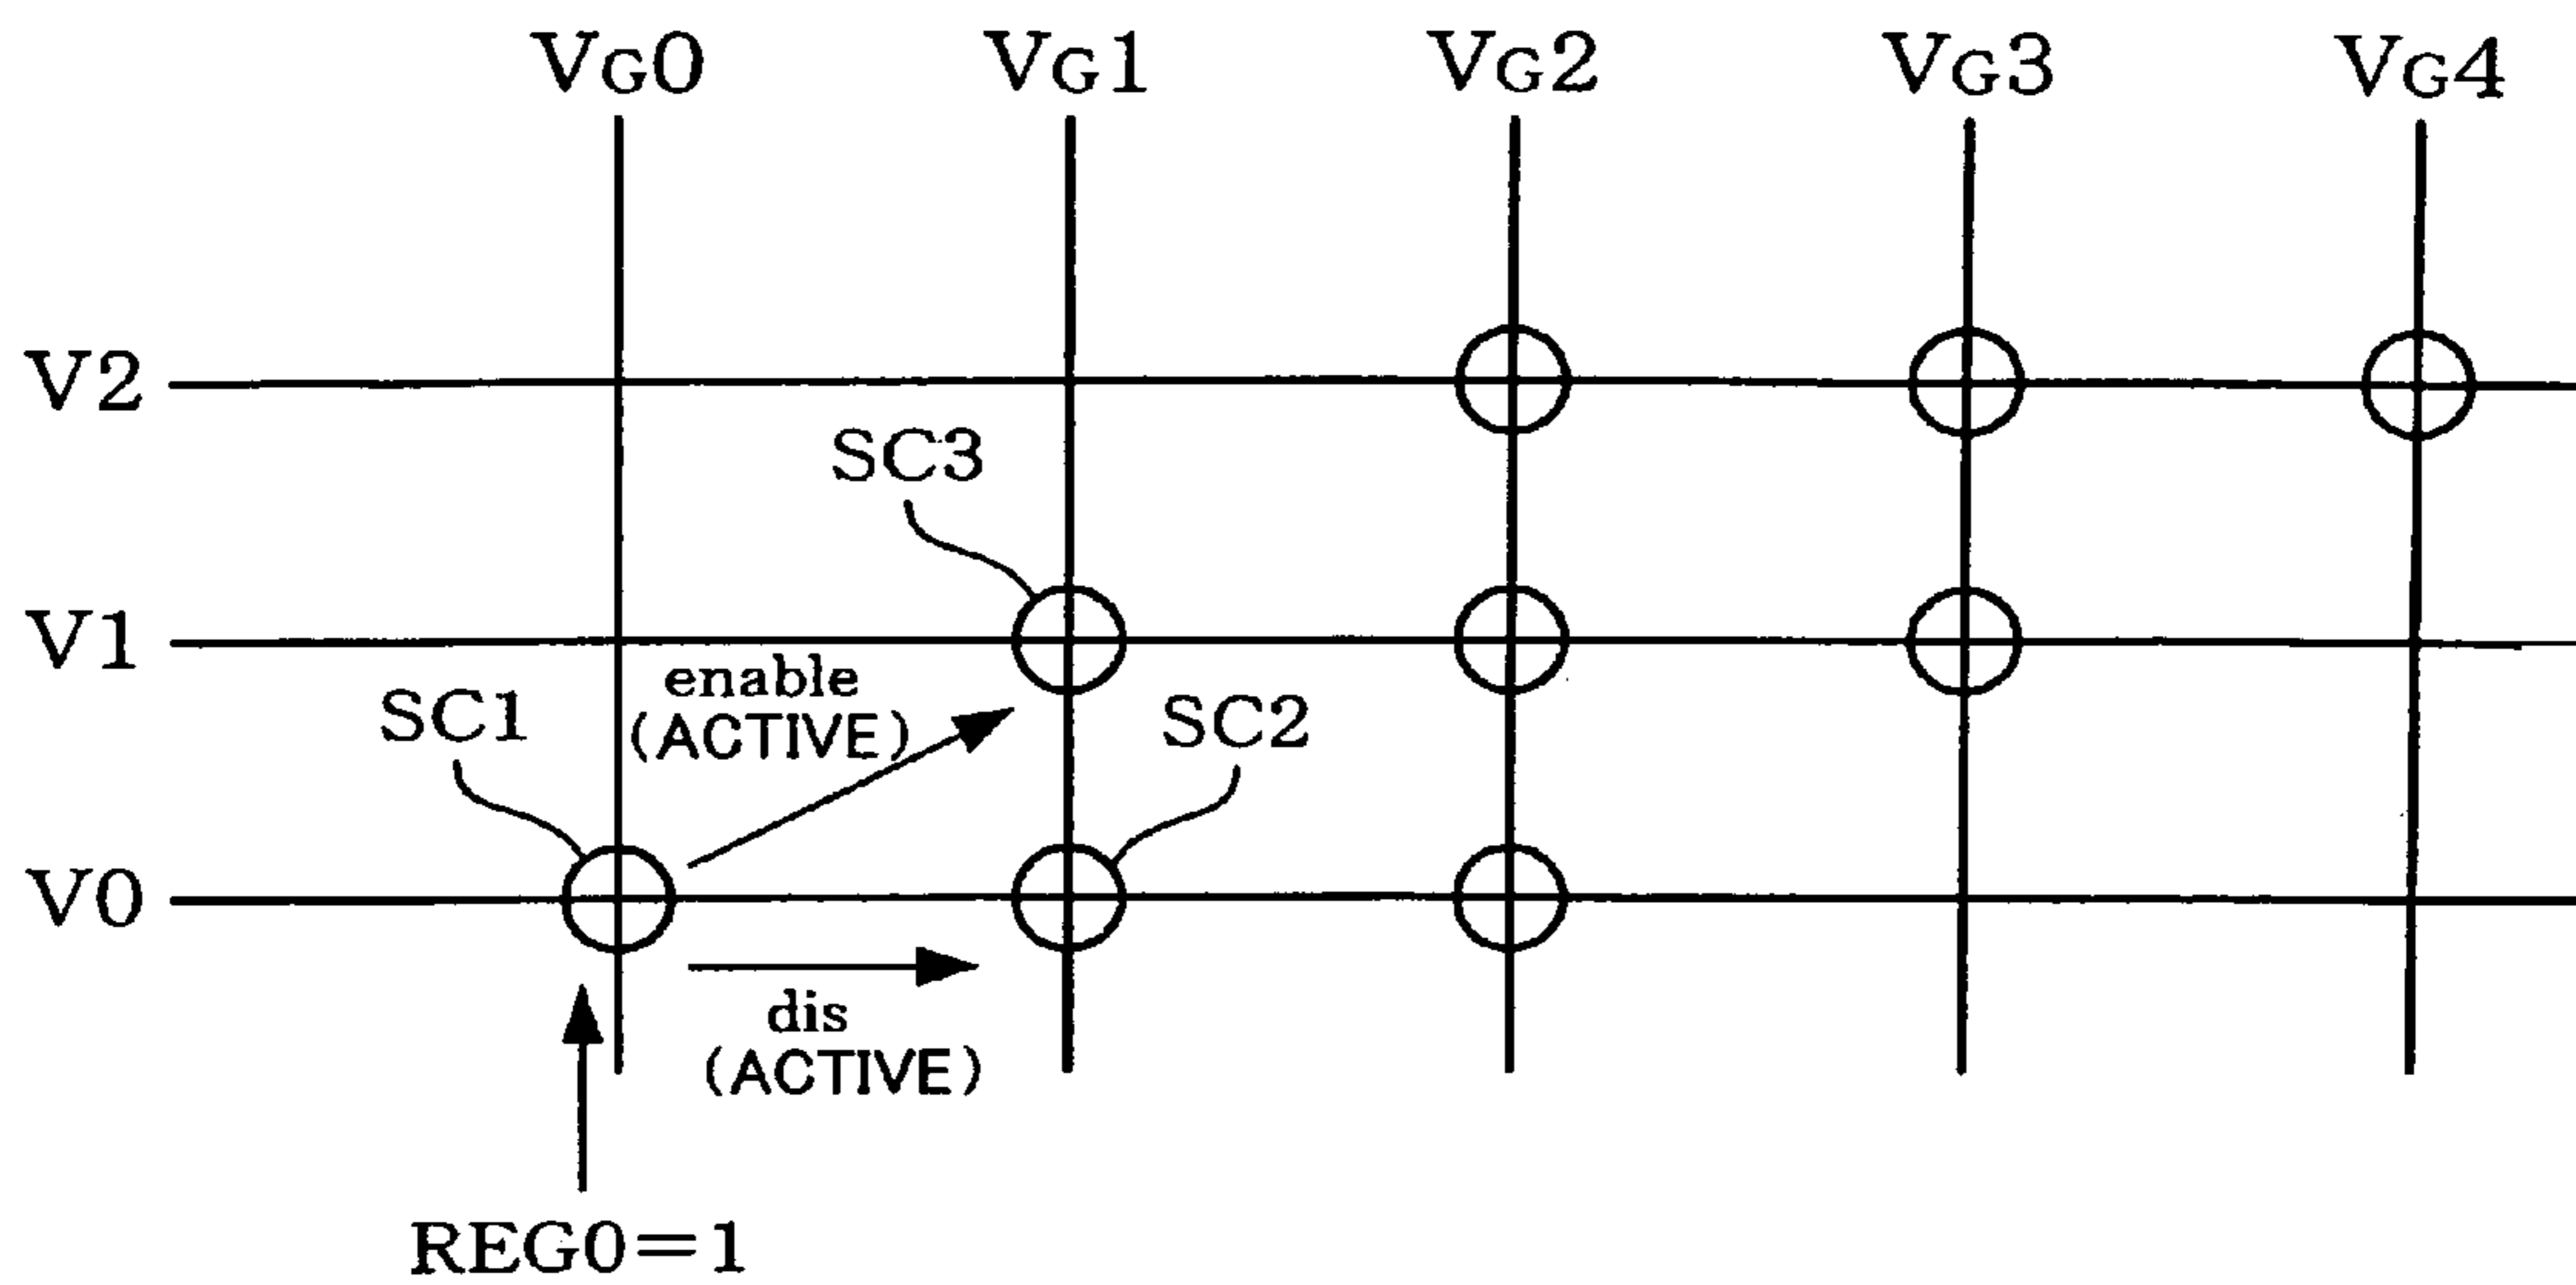 VG0 VG1 VG2 VG3 VG4
V2
SC3
V1
enable
(ACTIVE)
SC1
SC2
V0
dis
(ACTIVE)
REG0=1